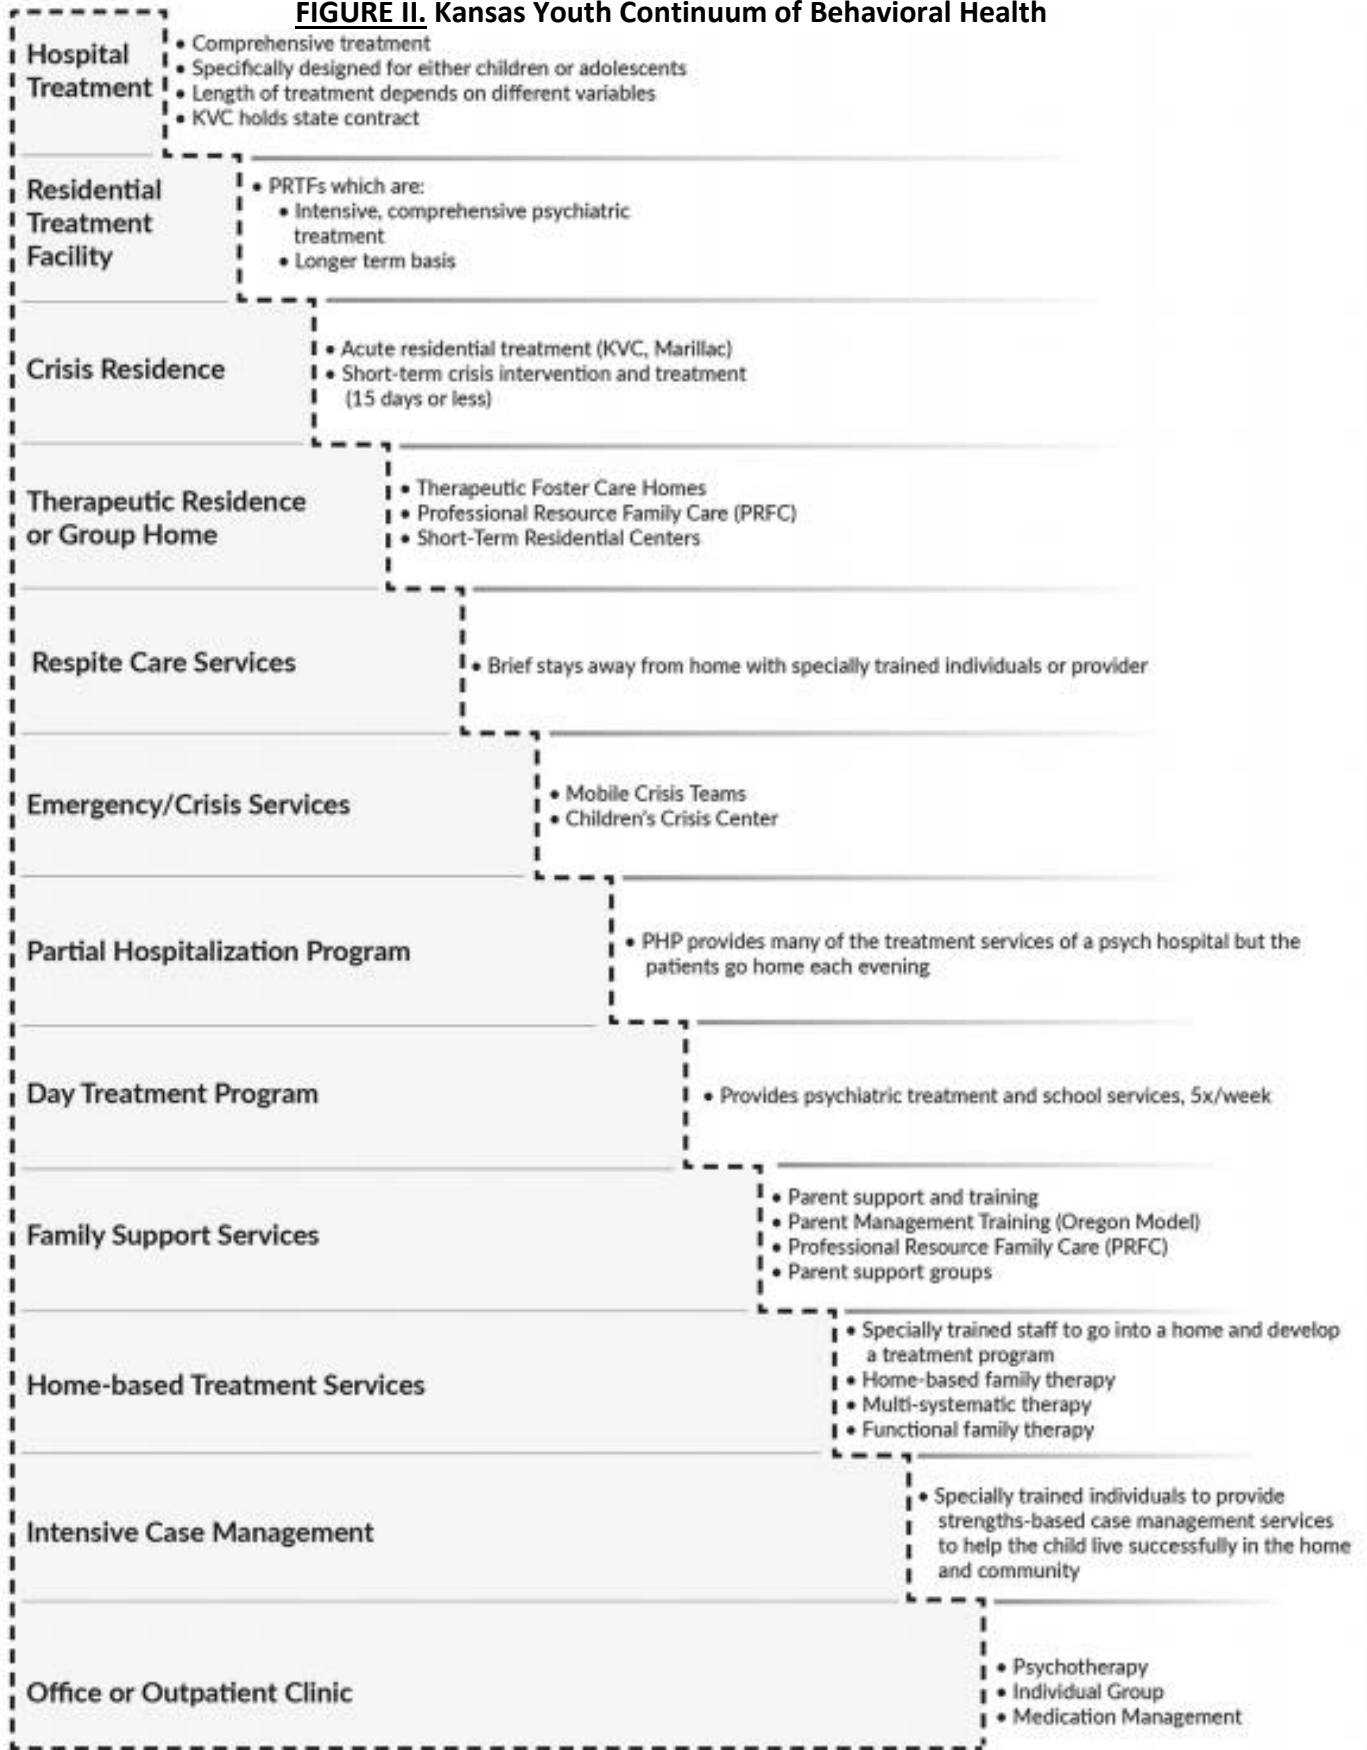 FIGURE II. Kansas Youth Continuum of Behavioral Health
Hospital
Treatment
• Comprehensive treatment
• Specifically designed for either children or adolescents
• Length of treatment depends on different variables
• KVC holds state contract
Residential
Treatment
Facility
• PRTFs which are:
• Intensive, comprehensive psychiatric
treatment
• Longer term basis
Crisis Residence
• Acute residential treatment (KVC, Marillac)
• Short-term crisis intervention and treatment
(15 days or less)
Therapeutic Residence
or Group Home
• Therapeutic Foster Care Homes
• Professional Resource Family Care (PRFC)
• Short-Term Residential Centers
Respite Care Services
• Brief stays away from home with specially trained individuals or provider
Emergency/Crisis Services
• Mobile Crisis Teams
• Children's Crisis Center
Partial Hospitalization Program
• PHP provides many of the treatment services of a psych hospital but the
patients go home each evening
Day Treatment Program
• Provides psychiatric treatment and school services, 5x/week
Family Support Services
• Parent support and training
• Parent Management Training (Oregon Model)
• Professional Resource Family Care (PRFC)
• Parent support groups
Home-based Treatment Services
• Specially trained staff to go into a home and develop
a treatment program
• Home-based family therapy
• Multi-systematic therapy
• Functional family therapy
Intensive Case Management
• Specially trained individuals to provide
strengths-based case management services
to help the child live successfully in the home
and community
Office or Outpatient Clinic
• Psychotherapy
• Individual Group
• Medication Management